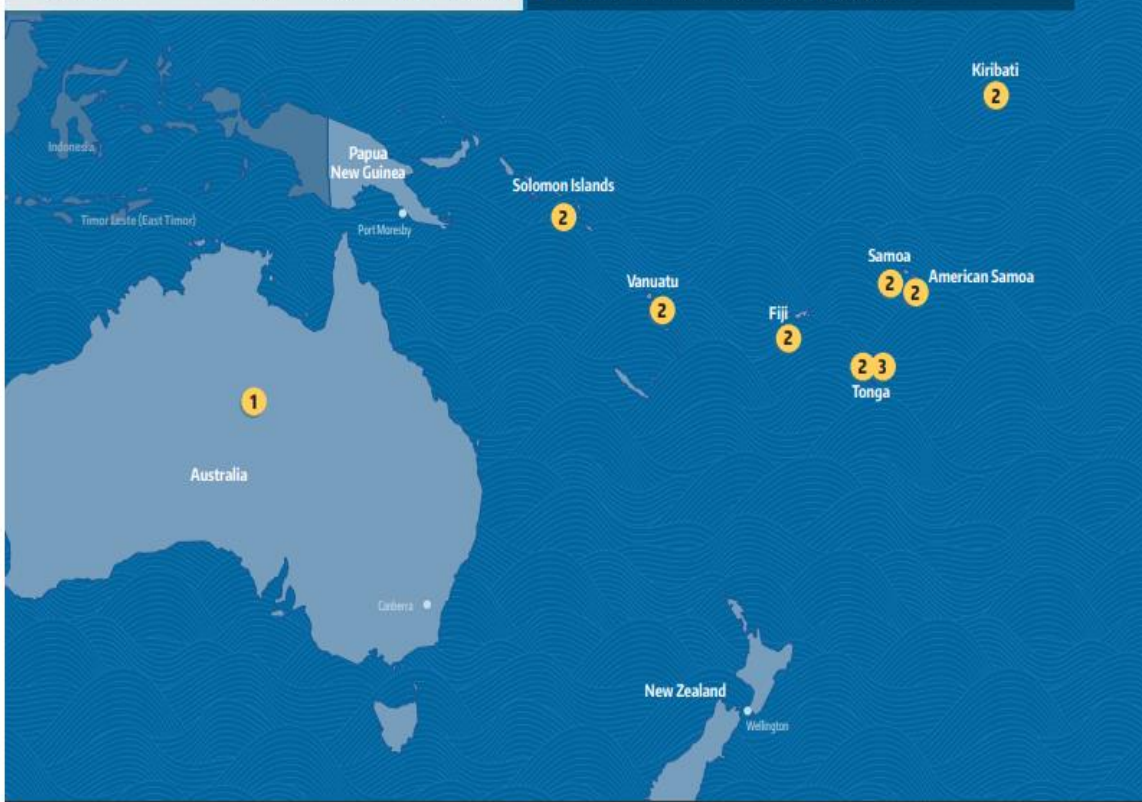 Kiribati
2
Indonesia
Papua
New Guinea
Solomon Islands
2
Timor Leste (East Timor)
Port Moresby
Samoa
2
American Samoa
2
Vanuatu
2
Fiji
2
2 3
Tonga
1
Australia
Canberra
New Zealand
Wellington